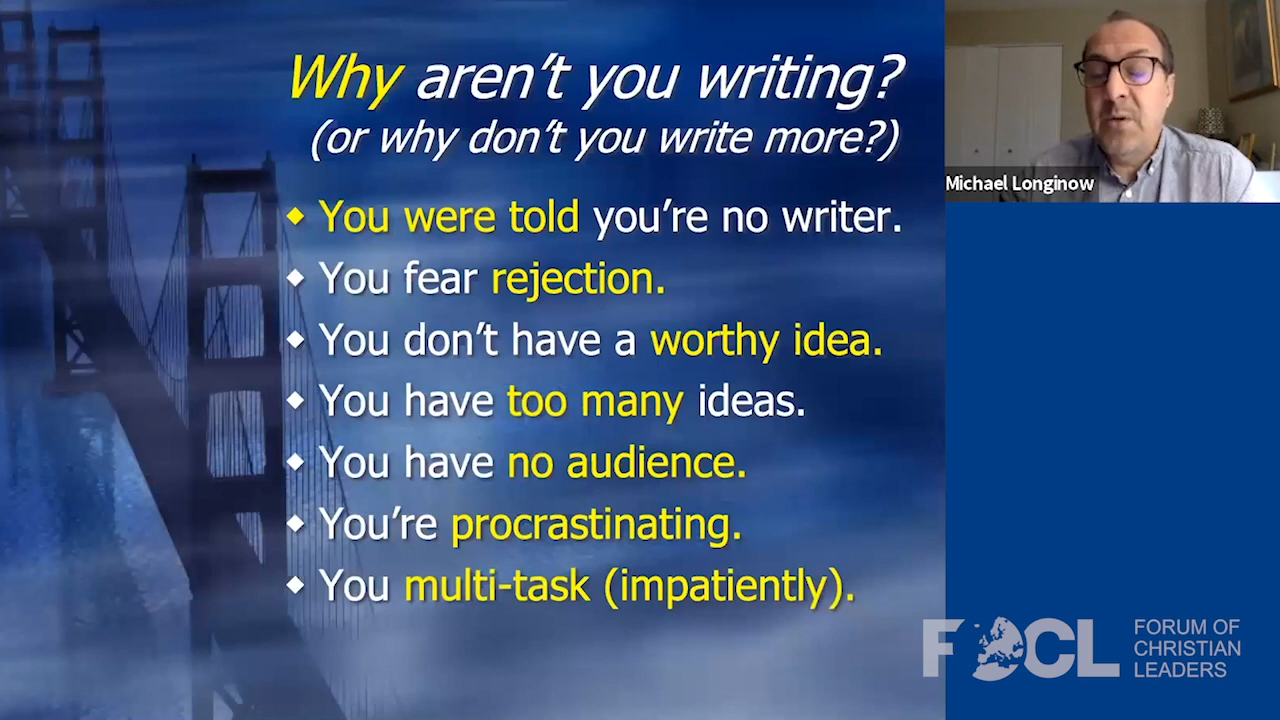 Why aren't you writing?
(or why don't you write more?)
You were told you're no writer.
You fear rejection.
You don't have a worthy idea.
You have too many ideas.
You have no audience.
You're procrastinating.
You multi-task (impatiently).
Michael Longinow
FOCL
FORUM OF
CHRISTIAN
LEADERS